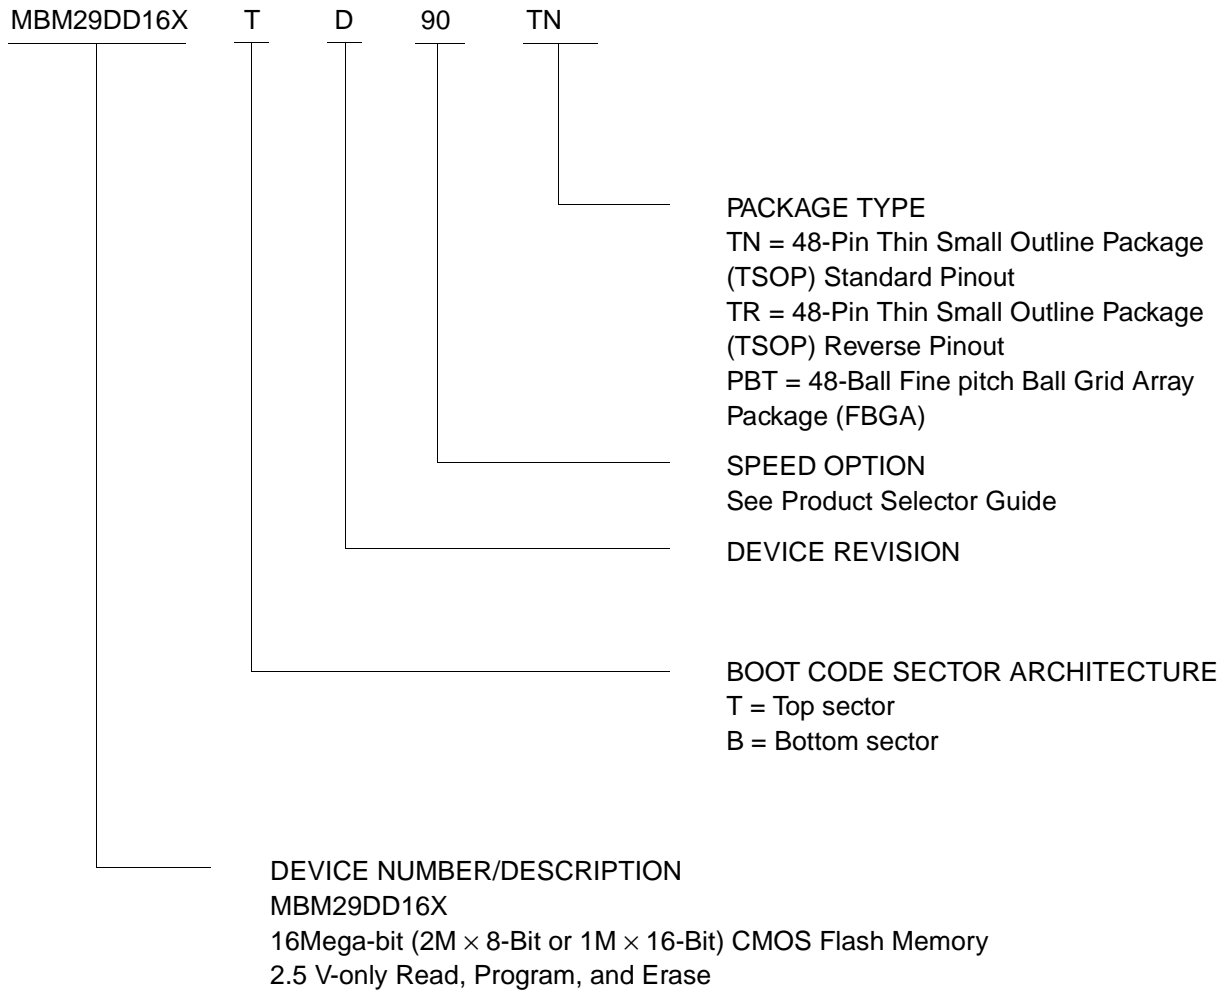 MBM29DD16X T D 90 TN
PACKAGE TYPE
TN = 48-Pin Thin Small Outline Package
(TSOP) Standard Pinout
TR = 48-Pin Thin Small Outline Package
(TSOP) Reverse Pinout
PBT = 48-Ball Fine pitch Ball Grid Array
Package (FBGA)
SPEED OPTION
See Product Selector Guide
DEVICE REVISION
BOOT CODE SECTOR ARCHITECTURE
T = Top sector
B = Bottom sector
DEVICE NUMBER/DESCRIPTION
MBM29DD16X
16Mega-bit (2M × 8-Bit or 1M × 16-Bit) CMOS Flash Memory
2.5 V-only Read, Program, and Erase